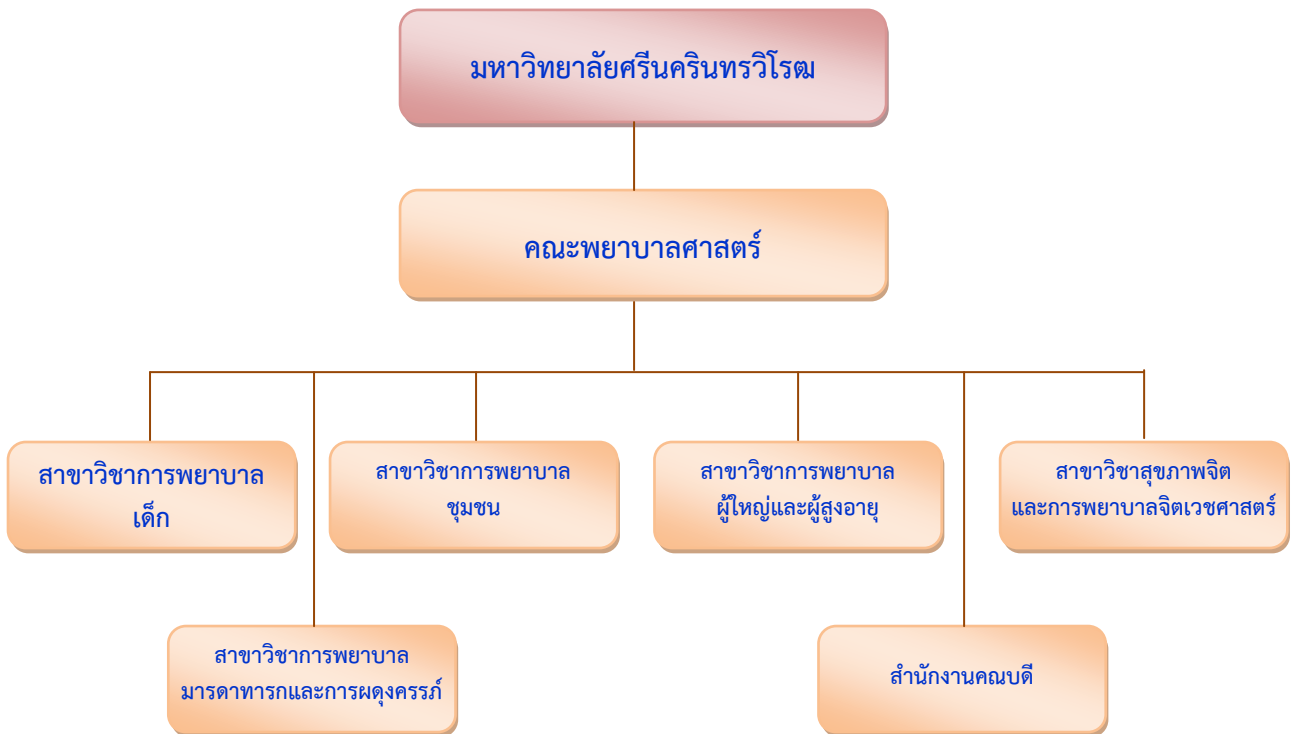 มหาวิทยาลัยศรีนครินทรวิโรฒ
คณะพยาบาลศาสตร์
สาขาวิชาการพยาบาล
เด็ก
สาขาวิชาการพยาบาล
ชุมชน
สาขาวิชาการพยาบาล
ผู้ใหญ่และผู้สูงอายุ
สาขาวิชาสุขภาพจิต
และการพยาบาลจิตเวชศาสตร์
สาขาวิชาการพยาบาล
มารดาทารกและการผดุงครรภ์
สำนักงานคณบดี